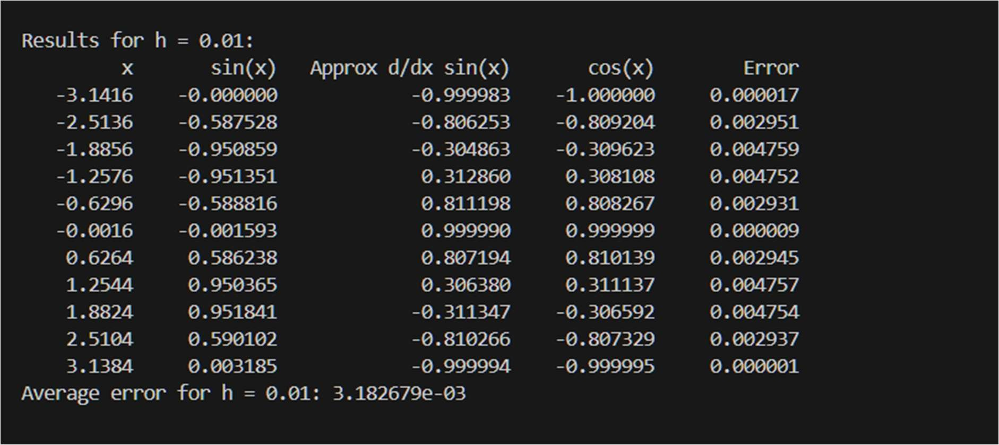 Results for h = 0.01:
x sin(x) Approx d/dx sin(x) cos(x) Error
-3.1416 -0.000000 -0.999983 -1.000000 0.000017
-2.5136 -0.587528 -0.806253 -0.809204 0.002951
-1.8856 -0.950859 -0.304863 -0.309623 0.004759
-1.2576 -0.951351 0.312860 0.308108 0.004752
-0.6296 -0.588816 0.811198 0.808267 0.002931
-0.0016 -0.001593 0.999990 0.999999 0.000009
0.6264 0.586238 0.807194 0.810139 0.002945
1.2544 0.950365 0.306380 0.311137 0.004757
1.8824 0.951841 -0.311347 -0.306592 0.004754
2.5104 0.590102 -0.810266 -0.807329 0.002937
3.1384 0.003185 -0.999994 -0.999995 0.000001
Average error for h = 0.01: 3.182679e-03